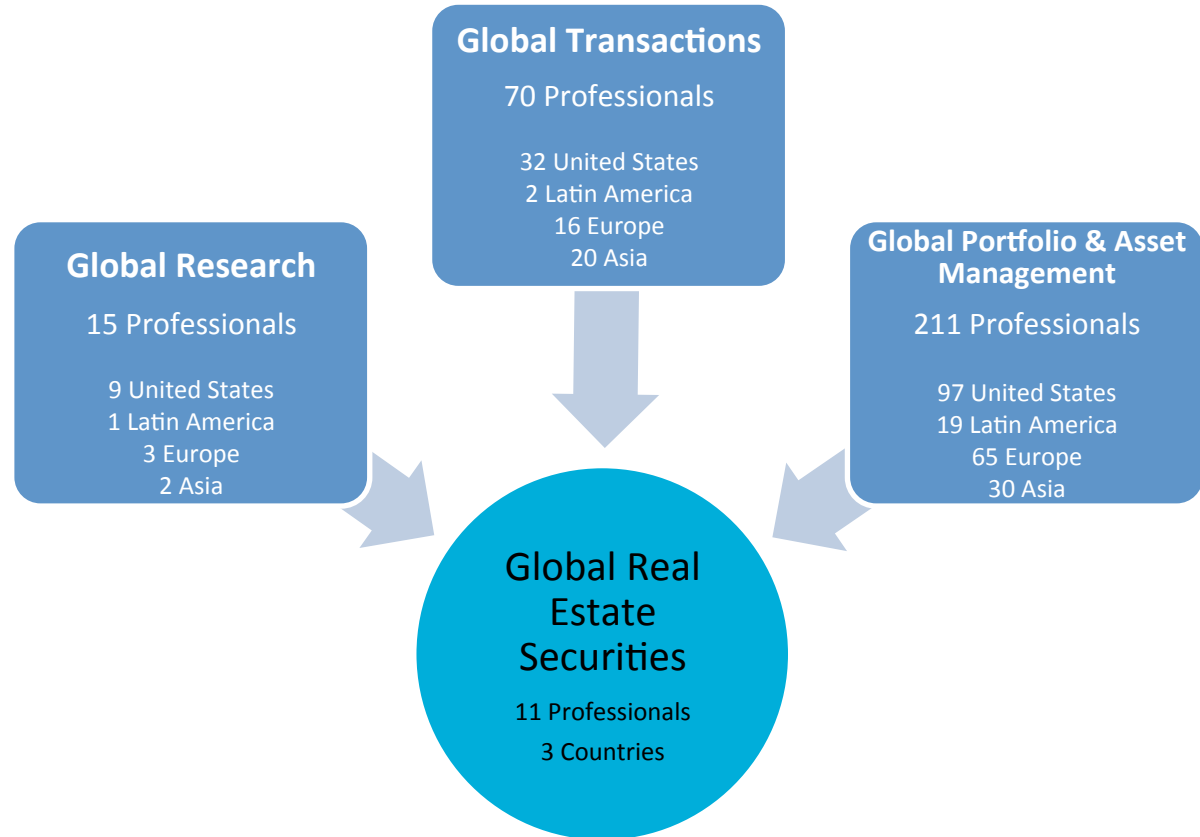 Global Transactions
70 Professionals
32 United States
2 Latin America
16 Europe
20 Asia
Global Research
15 Professionals
9 United States
1 Latin America
3 Europe
2 Asia
Global Portfolio & Asset
Management
211 Professionals
97 United States
19 Latin America
65 Europe
30 Asia
Global Real
Estate
Securities
11 Professionals
3 Countries